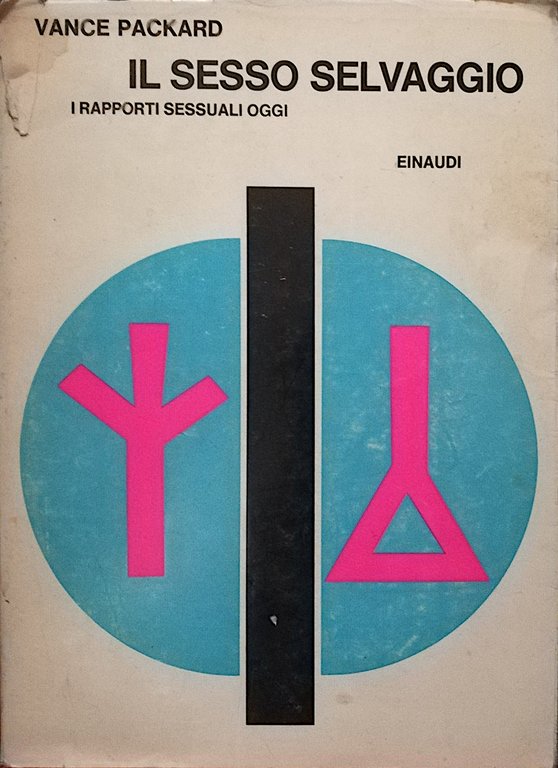 VANCE PACKARD
IL SESSO SELVAGGIO
I RAPPORTI SESSUALI OGGI
EINAUDI